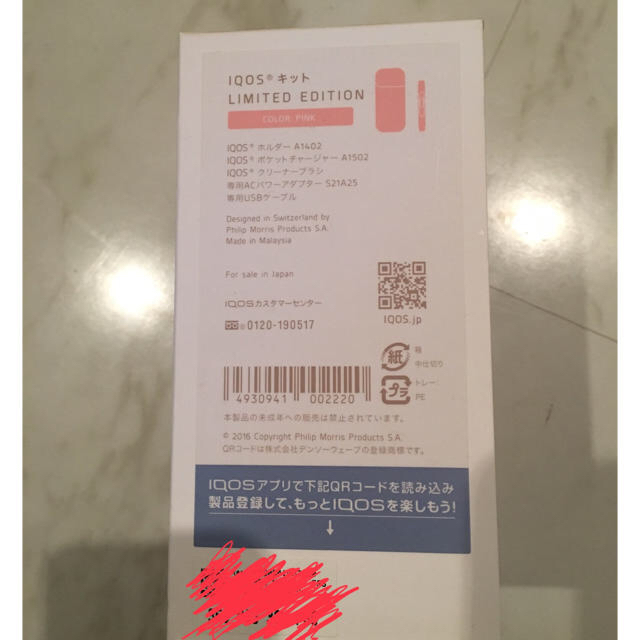 IQOS® キット
LIMITED EDITION
COLOR: PINK
IQOS® ホルダー A1402
IQOS® ポケットチャージャー A1502
IQOS® クリーナーブラシ
専用ACパワーアダプター S21A25
専用USBケーブル
Designed in Switzerland by
Philip Morris Products S.A.
Made in Malaysia
For sale in Japan
IQOSカスタマーセンター
0120-190517
IQOS.jp
紙
箱
中仕切り
プラ
トレー:
PE
4930941 002220
本製品の未成年への販売は禁止されています。
© 2016 Copyright Philip Morris Products S.A.
QRコードは株式会社デンソーウェーブの登録商標です。
IQOSアプリで下記QRコードを読み込み
製品登録して、もっとIQOSを楽しもう!
↓